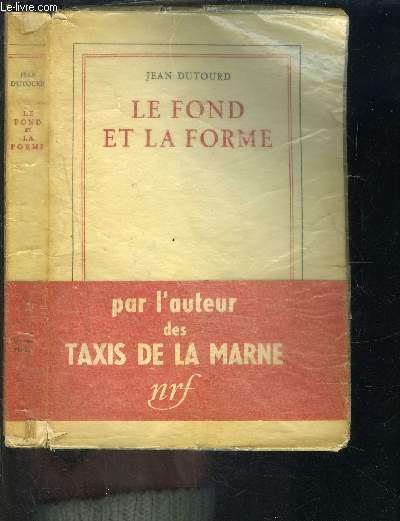 © le-livre.com
JEAN
DUTOURD
LE
FOND
ET
LA
FORME
JEAN DUTOURD
LE FOND
ET LA FORME
par l'auteur
des
TAXIS DE LA MARNE
nrf